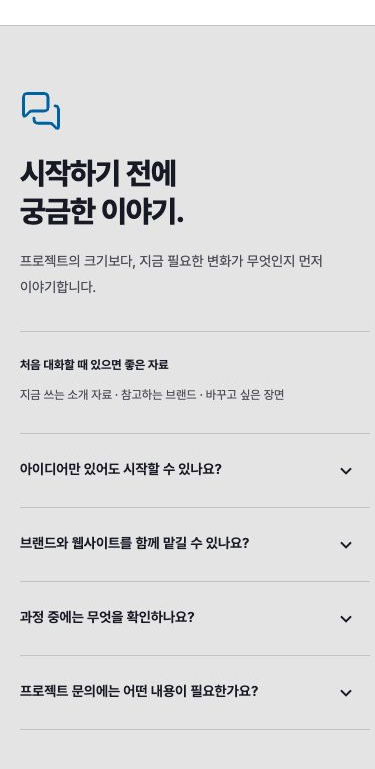 시작하기 전에
궁금한 이야기.
프로젝트의 크기보다, 지금 필요한 변화가 무엇인지 먼저
이야기합니다.
처음 대화할 때 있으면 좋은 자료
지금 쓰는 소개 자료 · 참고하는 브랜드 · 바꾸고 싶은 장면
아이디어만 있어도 시작할 수 있나요?
브랜드와 웹사이트를 함께 맡길 수 있나요?
과정 중에는 무엇을 확인하나요?
프로젝트 문의에는 어떤 내용이 필요한가요?